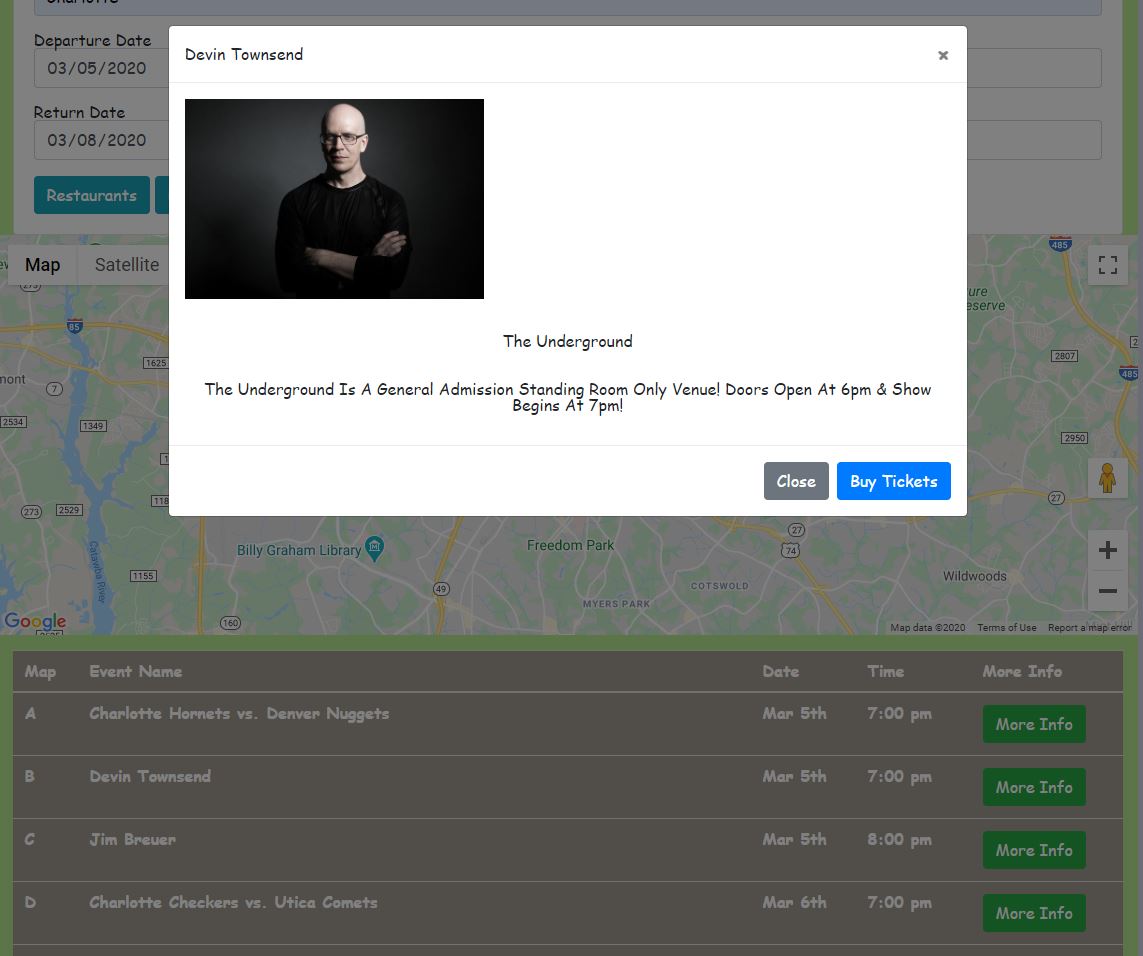 Charlotte
Departure Date
03/05/2020
Return Date
03/08/2020
Restaurants
Devin Townsend
×
The Underground
The Underground Is A General Admission Standing Room Only Venue! Doors Open At 6pm & Show
Begins At 7pm!
Close
Buy Tickets
Map
Satellite
273
485
85
1625
7
mont
2534
1349
2807
485
2950
118
273
2529
27
27
74
Billy Graham Library
Freedom Park
Catawba River
1155
49
COTSWOLD
MYERS PARK
Wildwoods
160
Google
Map data ©2020 Terms of Use Report a map error
Map Event Name Date Time More Info
A Charlotte Hornets vs. Denver Nuggets Mar 5th 7:00 pm More Info
B Devin Townsend Mar 5th 7:00 pm More Info
C Jim Breuer Mar 5th 8:00 pm More Info
D Charlotte Checkers vs. Utica Comets Mar 6th 7:00 pm More Info